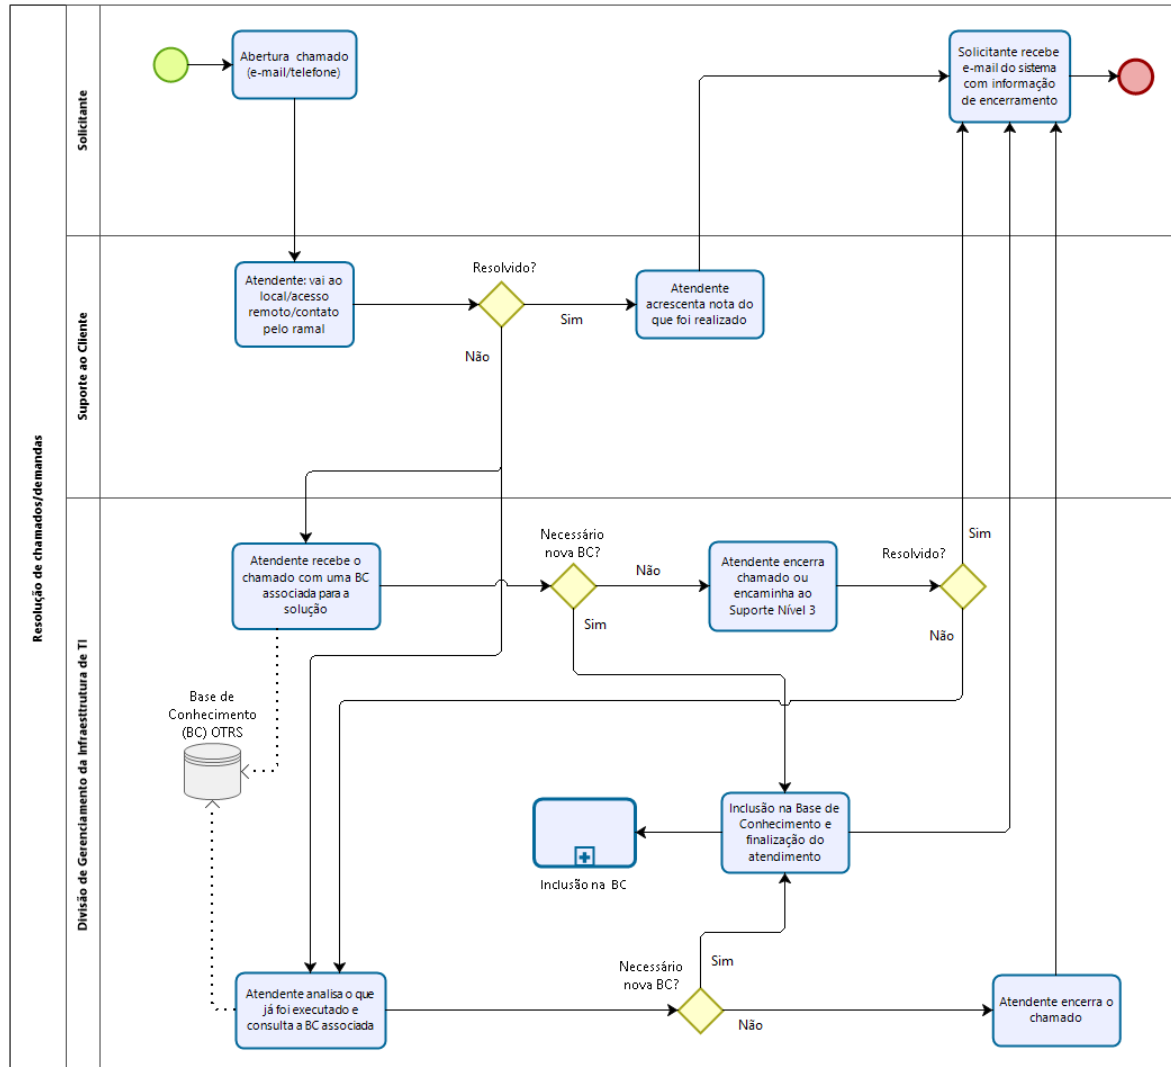 Resolução de chamados/demandas
Solicitante
Abertura chamado
(e-mail/telefone)
Solicitante recebe
e-mail do sistema
com informação
de encerramento
Suporte ao Cliente
Atendente: vai ao
local/acesso
remoto/contato
pelo ramal
Resolvido?
Sim
Não
Atendente
acrescenta nota do
que foi realizado
Divisão de Gerenciamento da Infraesttrutura de TI
Atendente recebe o
chamado com uma BC
associada para a
solução
Necessário
nova BC?
Não
Sim
Atendente encerra
chamado ou
encaminha ao
Suporte Nível 3
Resolvido?
Sim
Não
Base de
Conhecimento
(BC) OTRS
Inclusão na BC
Inclusão na Base de
Conhecimento e
finalização do
atendimento
Atendente analisa o que
já foi executado e
consulta a BC associada
Necessário
nova BC?
Sim
Não
Atendente encerra o
chamado